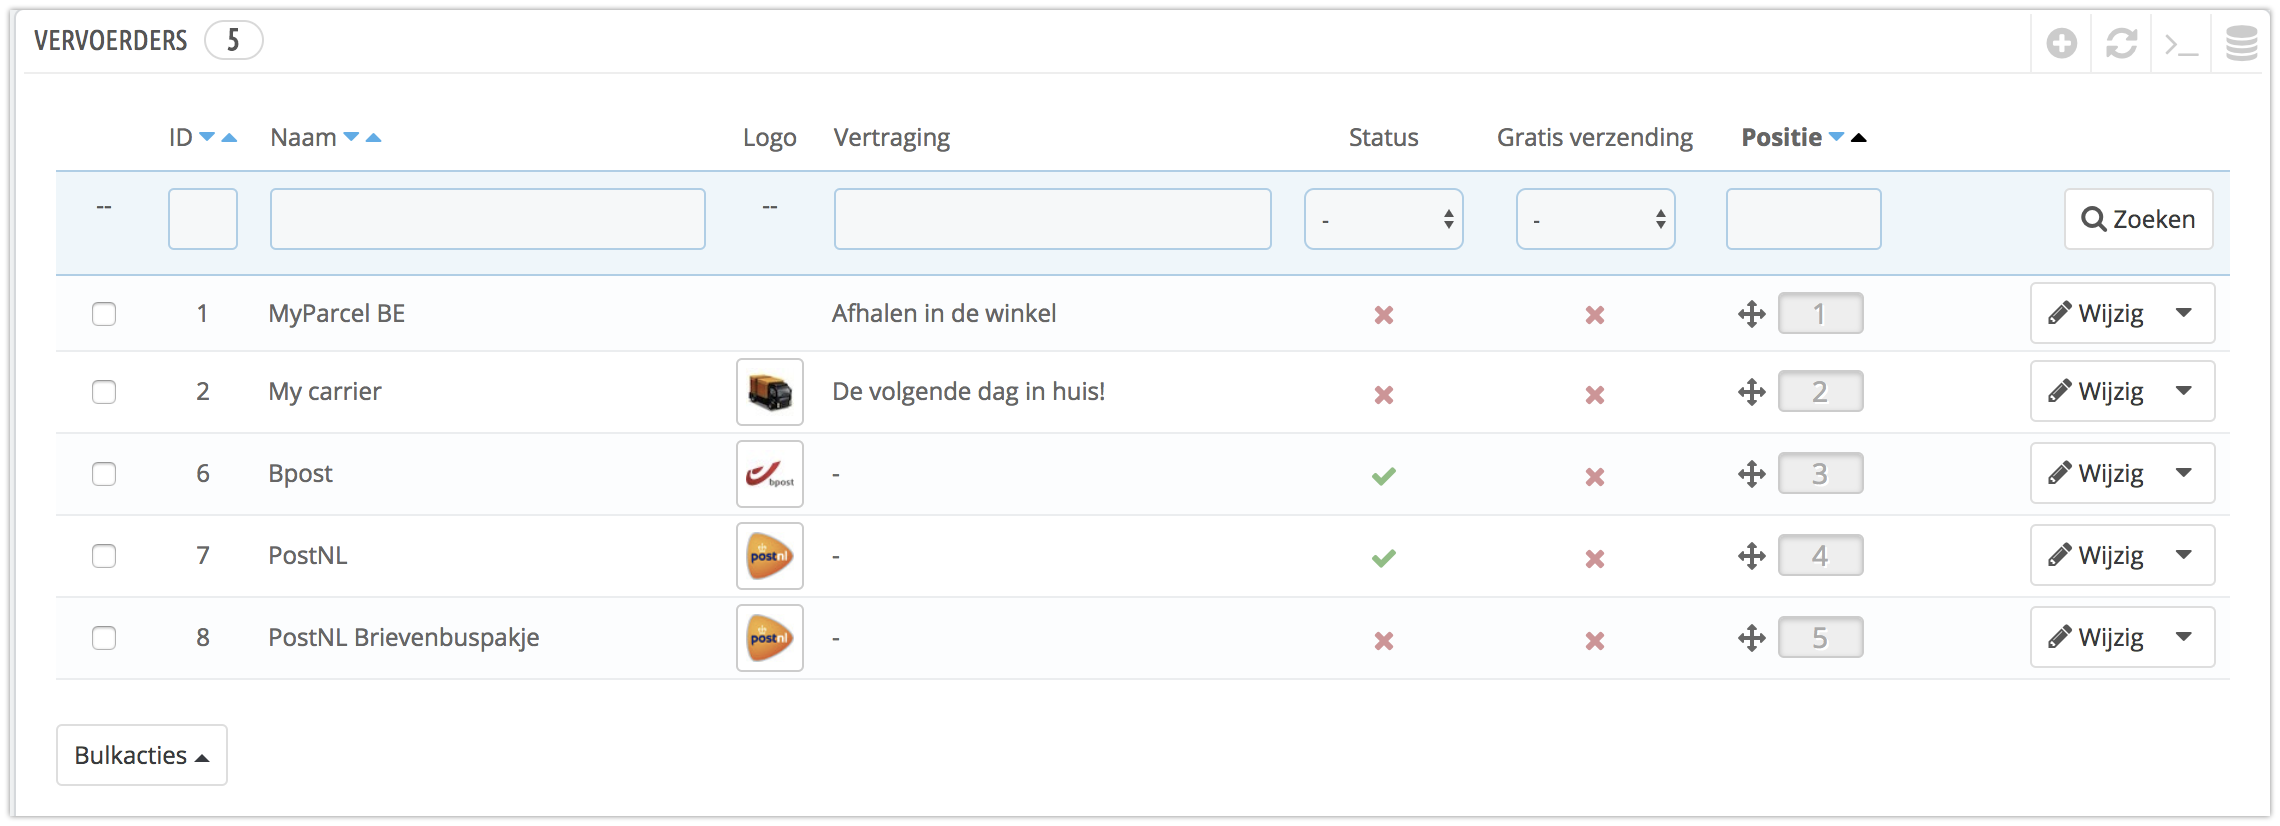 VERVOERDERS 5
ID Naam Logo Vertraging Status Gratis verzending Positie
-- -- - - Zoeken
1 MyParcel BE Afhalen in de winkel 1 Wijzig
2 My carrier De volgende dag in huis! 2 Wijzig
6 Bpost bpost - 3 Wijzig
7 PostNL postnl - 4 Wijzig
8 PostNL Brievenbuspakje postnl - 5 Wijzig
Bulkacties